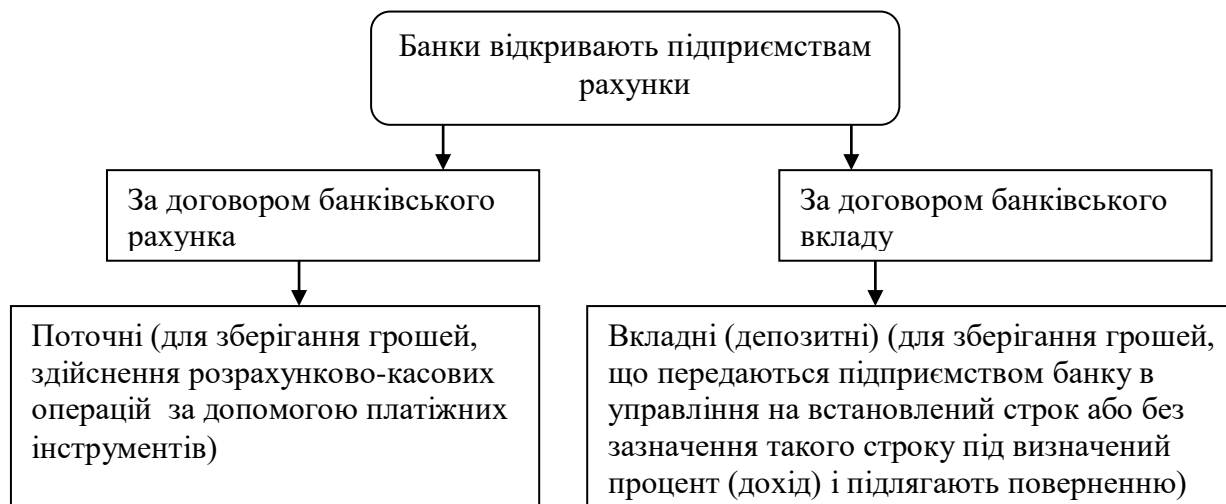 Банки відкривають підприємствам
рахунки
За договором банківського
рахунка
За договором банківського
вкладу
Поточні (для зберігання грошей,
здійснення розрахунково-касових
операцій за допомогою платіжних
інструментів)
Вкладні (депозитні) (для зберігання грошей,
що передаються підприємством банку в
управління на встановлений строк або без
зазначення такого строку під визначений
процент (дохід) і підлягають поверненню)